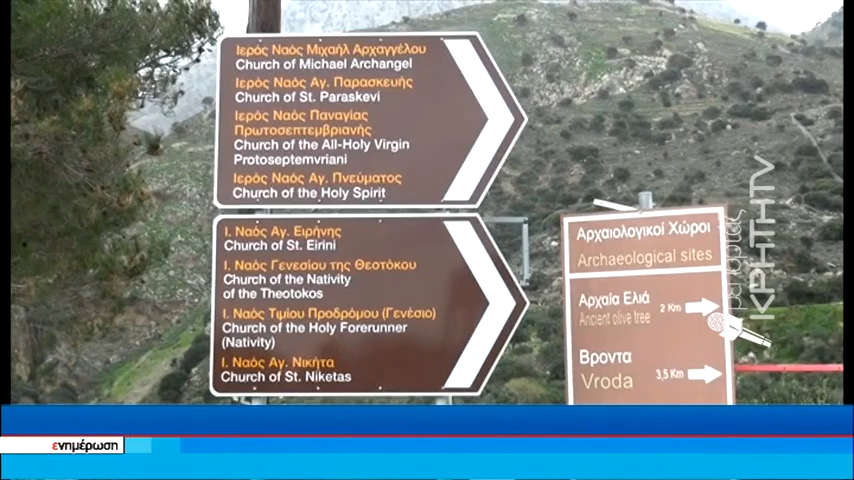 Ιερός Ναός Μιχαήλ Αρχαγγέλου
Church of Michael Archangel
Ιερός Ναός Αγ. Παρασκευής
Church of St. Paraskevi
Ιερός Ναός Παναγίας
Πρωτοσεπτεμβριανής
Church of the All-Holy Virgin
Protoseptemvriani
Ιερός Ναός Αγ. Πνεύματος
Church of the Holy Spirit
Ι. Ναός Αγ. Ειρήνης
Church of St. Eirini
Ι. Ναός Γενεσίου της Θεοτόκου
Church of the Nativity
of the Theotokos
Ι. Ναός Τιμίου Προδρόμου (Γενέσιο)
Church of the Holy Forerunner
(Nativity)
Ι. Ναός Αγ. Νικήτα
Church of St. Niketas
Αρχαιολογικοί Χώροι
Archaeological sites
Αρχαία Ελιά 2 Km
Ancient olive tree
Βροντα
Vroda 3,5 Km
ρεπορτάζ
ΚΡΗΤΗTV
ενημέρωση